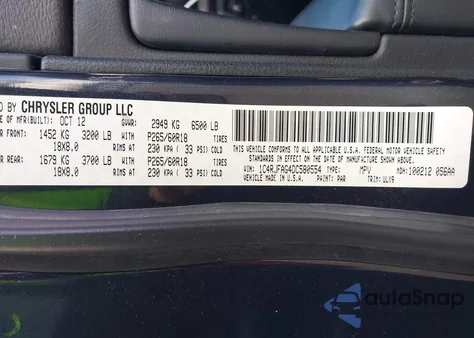 D BY CHRYSLER GROUP LLC
E OF MFR(BUILT): OCT 12 GVWR: 2949 KG 6500 LB
R FRONT: 1452 KG 3200 LB WITH P265/60R18 TIRES
18X8.0 RIMS AT 230 KPA ( 33 PSI) COLD
R REAR: 1679 KG 3700 LB WITH P265/60R18 TIRES
18X8.0 RIMS AT 230 KPA ( 33 PSI) COLD
THIS VEHICLE CONFORMS TO ALL APPLICABLE U.S.A. FEDERAL MOTOR VEHICLE SAFETY
STANDARDS IN EFFECT ON THE DATE OF MANUFACTURE SHOWN ABOVE.
VIN: 1C4RJFAG4DC580554 TYPE: MPV MDH: 100212 056AA
VEHICLE MADE IN U.S.A. PAINT: PAR TRIM: ULV9
autoSnap